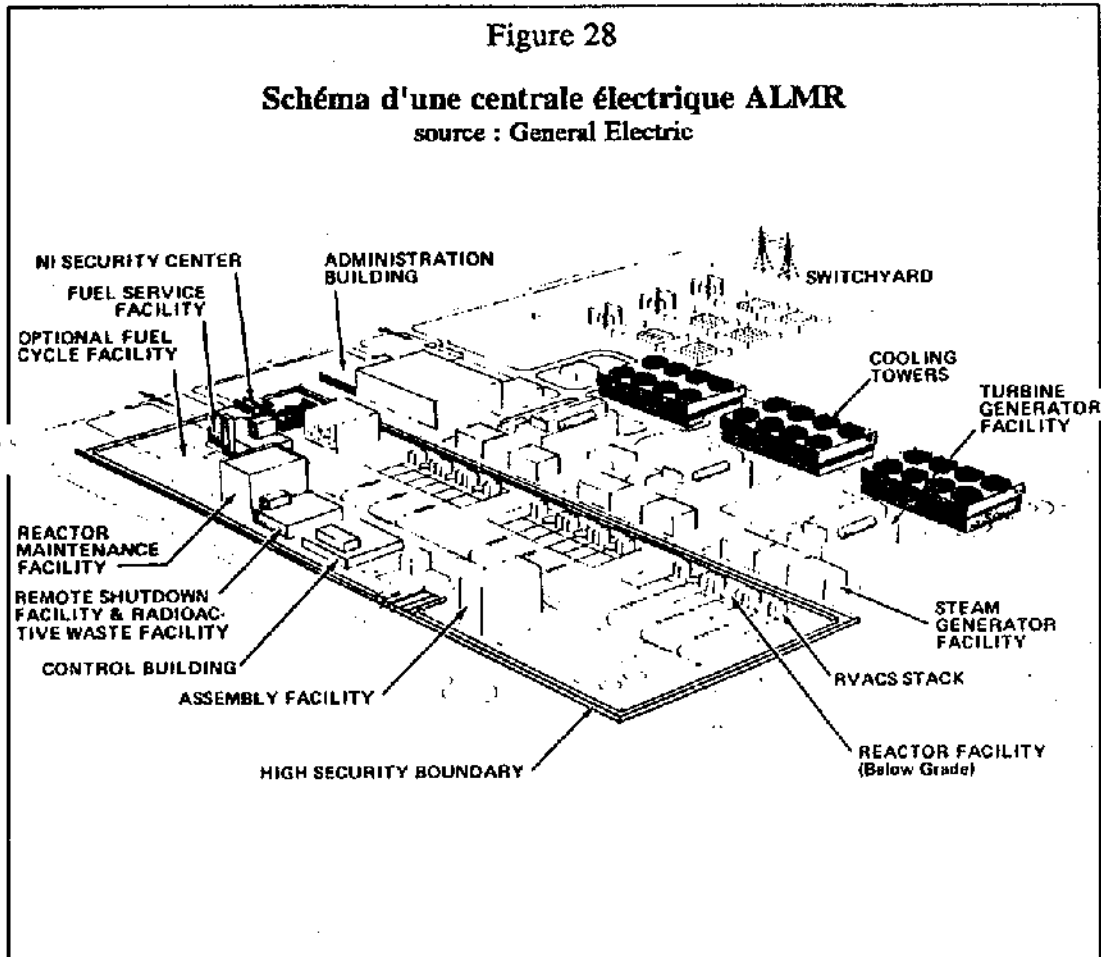 Figure 28
Schéma d'une centrale électrique ALMR
source : General Electric
NI SECURITY CENTER
FUEL SERVICE
FACILITY
OPTIONAL FUEL
CYCLE FACILITY
ADMINISTRATION
BUILDING
SWITCHYARD
COOLING
TOWERS
TURBINE
GENERATOR
FACILITY
REACTOR
MAINTENANCE
FACILITY
REMOTE SHUTDOWN
FACILITY & RADIOAC-
TIVE WASTE FACILITY
CONTROL BUILDING
ASSEMBLY FACILITY
HIGH SECURITY BOUNDARY
STEAM
GENERATOR
FACILITY
RVACS STACK
REACTOR FACILITY
(Below Grade)